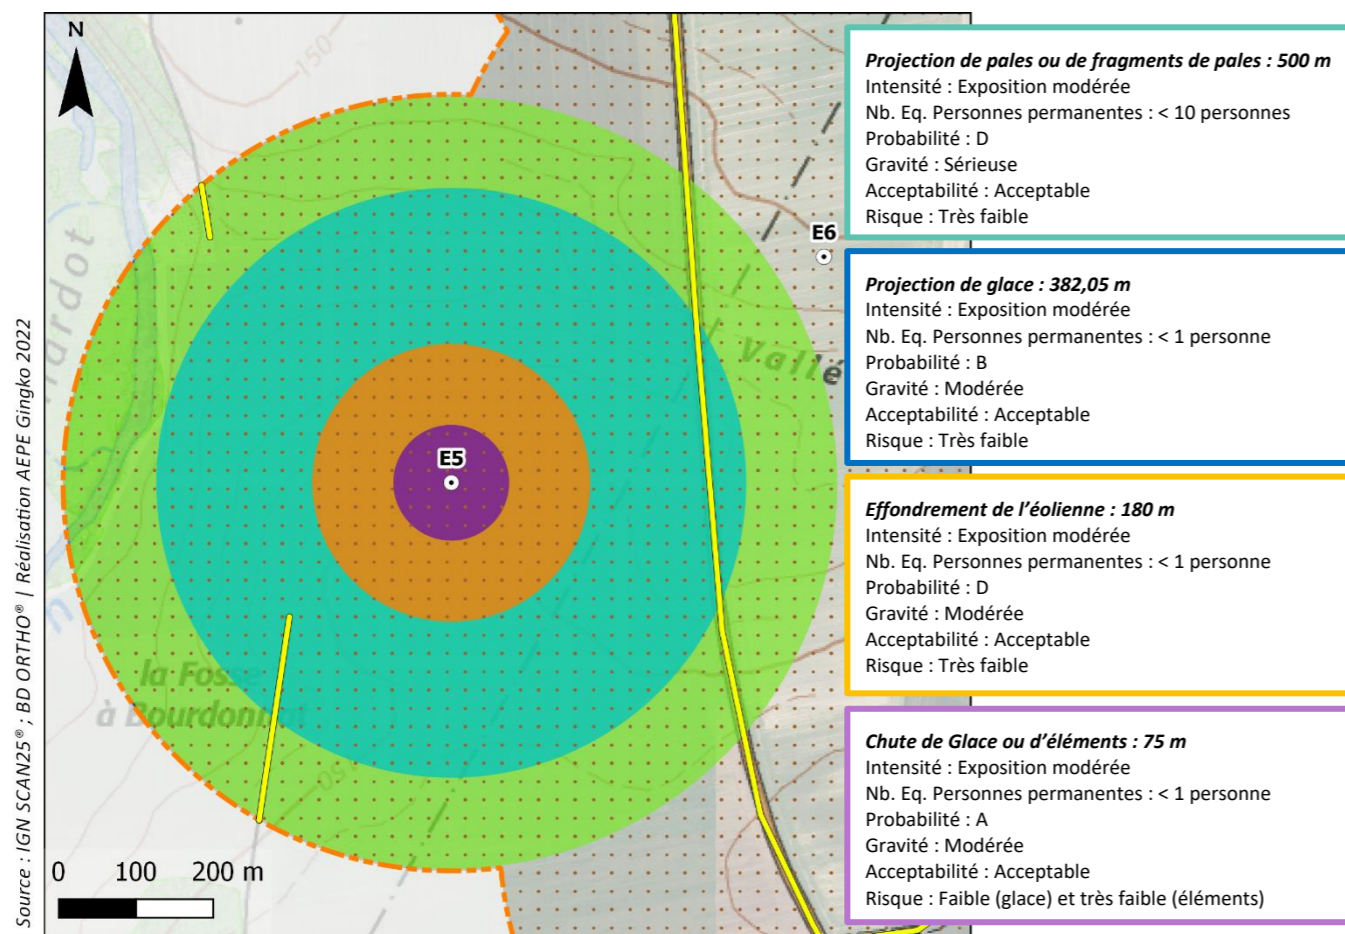 N
150
Projection de pales ou de fragments de pales : 500 m
Intensité : Exposition modérée
Nb. Eq. Personnes permanentes : < 10 personnes
Probabilité : D
Gravité : Sérieuse
Acceptabilité : Acceptable
Risque : Très faible
E6
Projection de glace : 382,05 m
Intensité : Exposition modérée
Nb. Eq. Personnes permanentes : < 1 personne
Probabilité : B
Gravité : Modérée
Acceptabilité : Acceptable
Risque : Très faible
Vallé
E5
Effondrement de l'éolienne : 180 m
Intensité : Exposition modérée
Nb. Eq. Personnes permanentes : < 1 personne
Probabilité : D
Gravité : Modérée
Acceptabilité : Acceptable
Risque : Très faible
la Fosse
Chute de Glace ou d'éléments : 75 m
Intensité : Exposition modérée
Nb. Eq. Personnes permanentes : < 1 personne
Probabilité : A
Gravité : Modérée
Acceptabilité : Acceptable
Risque : Faible (glace) et très faible (éléments)
à
150
0 100 200 m
Source : IGN SCAN25® ; BD ORTHO® | Réalisation AEPE Gingko 2022